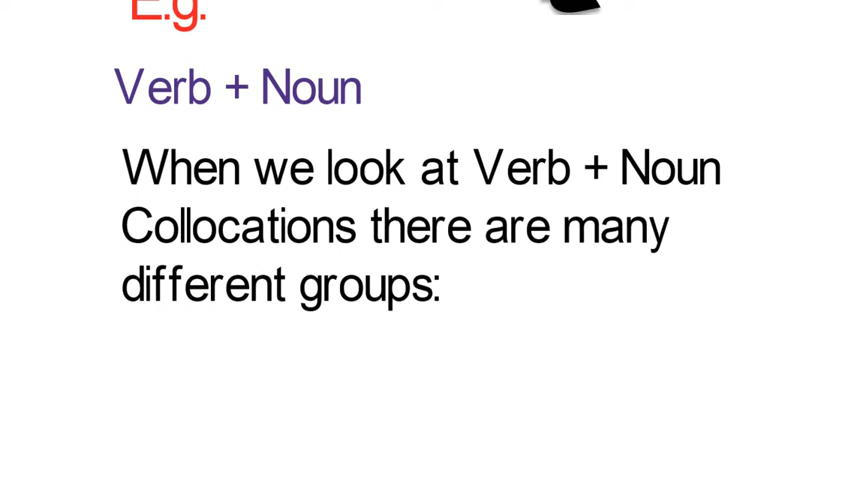 E.g.
Verb + Noun
When we look at Verb + Noun
Collocations there are many
different groups: